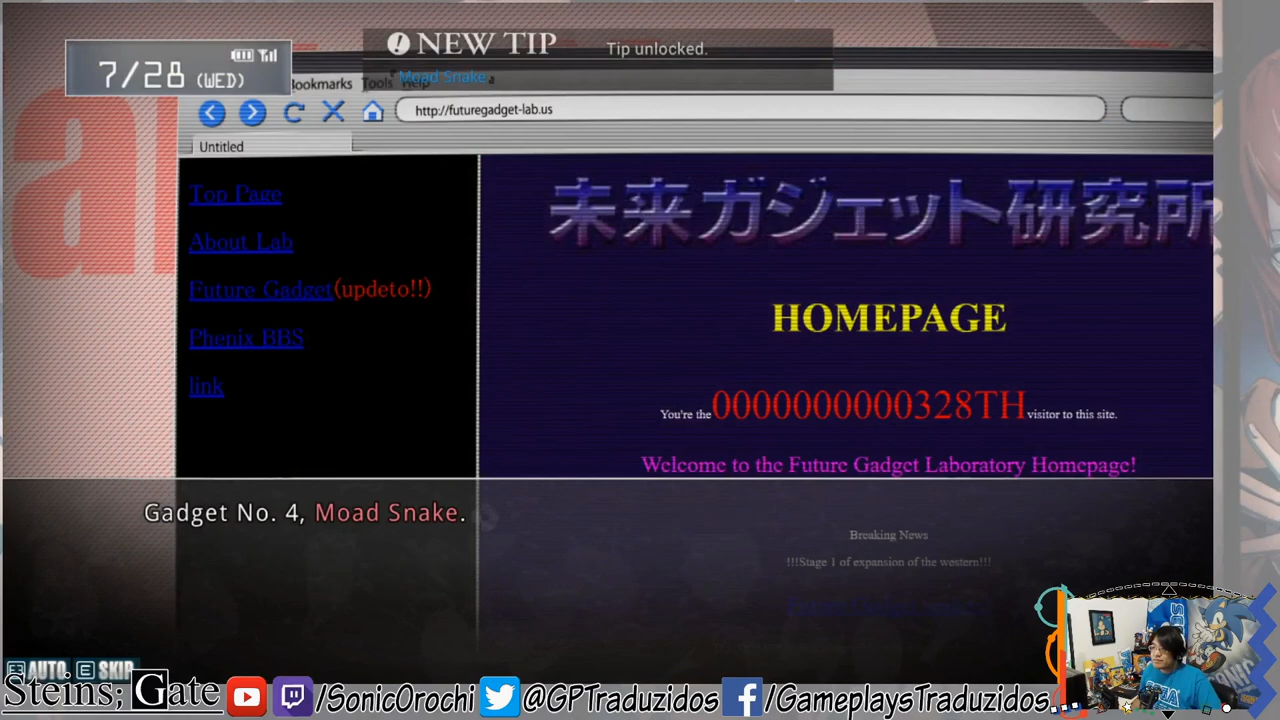 NEW TIP Tip unlocked.
Moad Snake
7/28 (WED)
Bookmarks Tools Help
http://futuregadget-lab.us
Untitled
Top Page
About Lab
Future Gadget(updeto!!)
Phenix BBS
link
未来ガジェット研究所
HOMEPAGE
You're the 0000000000328TH visitor to this site.
Welcome to the Future Gadget Laboratory Homepage!
Gadget No. 4, Moad Snake.
Breaking News
!!!Stage 1 of expansion of the western!!!
AUTO E SKIP
Steins;Gate /SonicOrochi @GPTraduzidos /GameplaysTraduzidos
SEGA